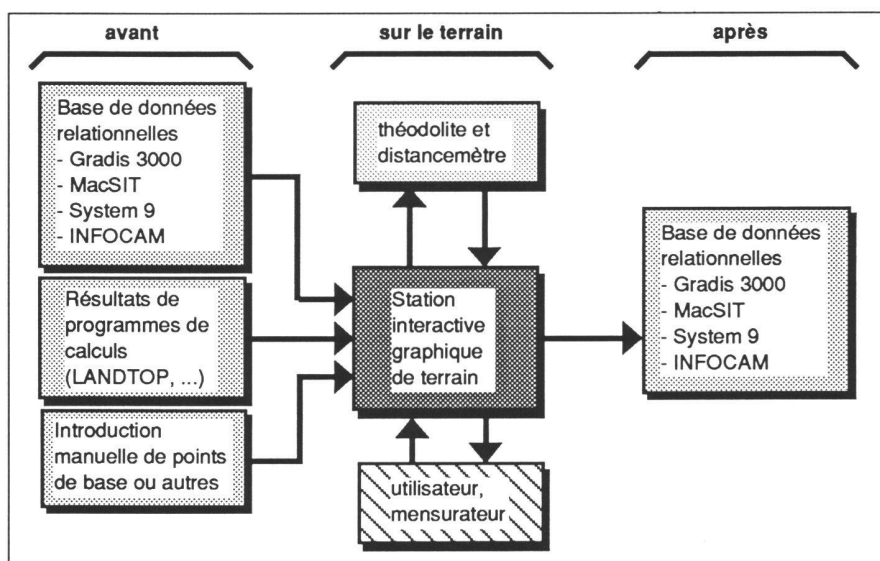 avant
sur le terrain
après
Base de données
relationnelles
- Gradis 3000
- MacSIT
- System 9
- INFOCAM
Résultats de
programmes de
calculs
(LANDTOP, ...)
Introduction
manuelle de points
de base ou autres
théodolite et
distancemètre
Station
interactive
graphique
de terrain
utilisateur,
mensurateur
Base de données
relationnelles
- Gradis 3000
- MacSIT
- System 9
- INFOCAM